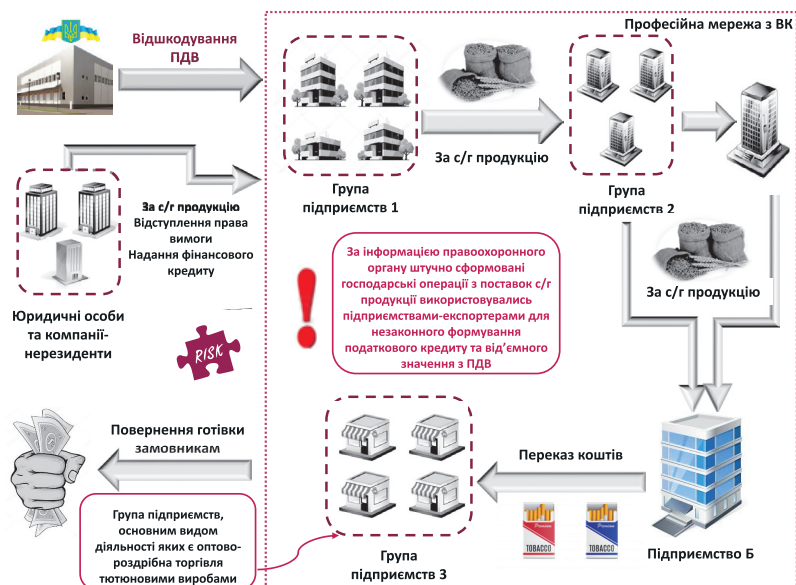 Професійна мережа з ВК
Відшкодування
ПДВ
За с/г продукцію
Група
підприємств 1
Група
підприємств 2
За с/г продукцію
Відступлення права
вимоги
Надання фінансового
кредиту
Юридичні особи
та компанії-
нерезиденти
RISK
За інформацією правоохоронного
органу штучно сформовані
господарські операції з поставок с/г
продукції використовувались
підприємствами-експортерами для
незаконного формування
податкового кредиту та від’ємного
значення з ПДВ
За с/г продукцію
Повернення готівки
замовникам
Переказ коштів
Premium
TOBACCO
Premium
TOBACCO
Підприємство Б
Група
підприємств 3
Група підприємств,
основним видом
діяльності яких є оптово-
роздрібна торгівля
тютюновими виробами